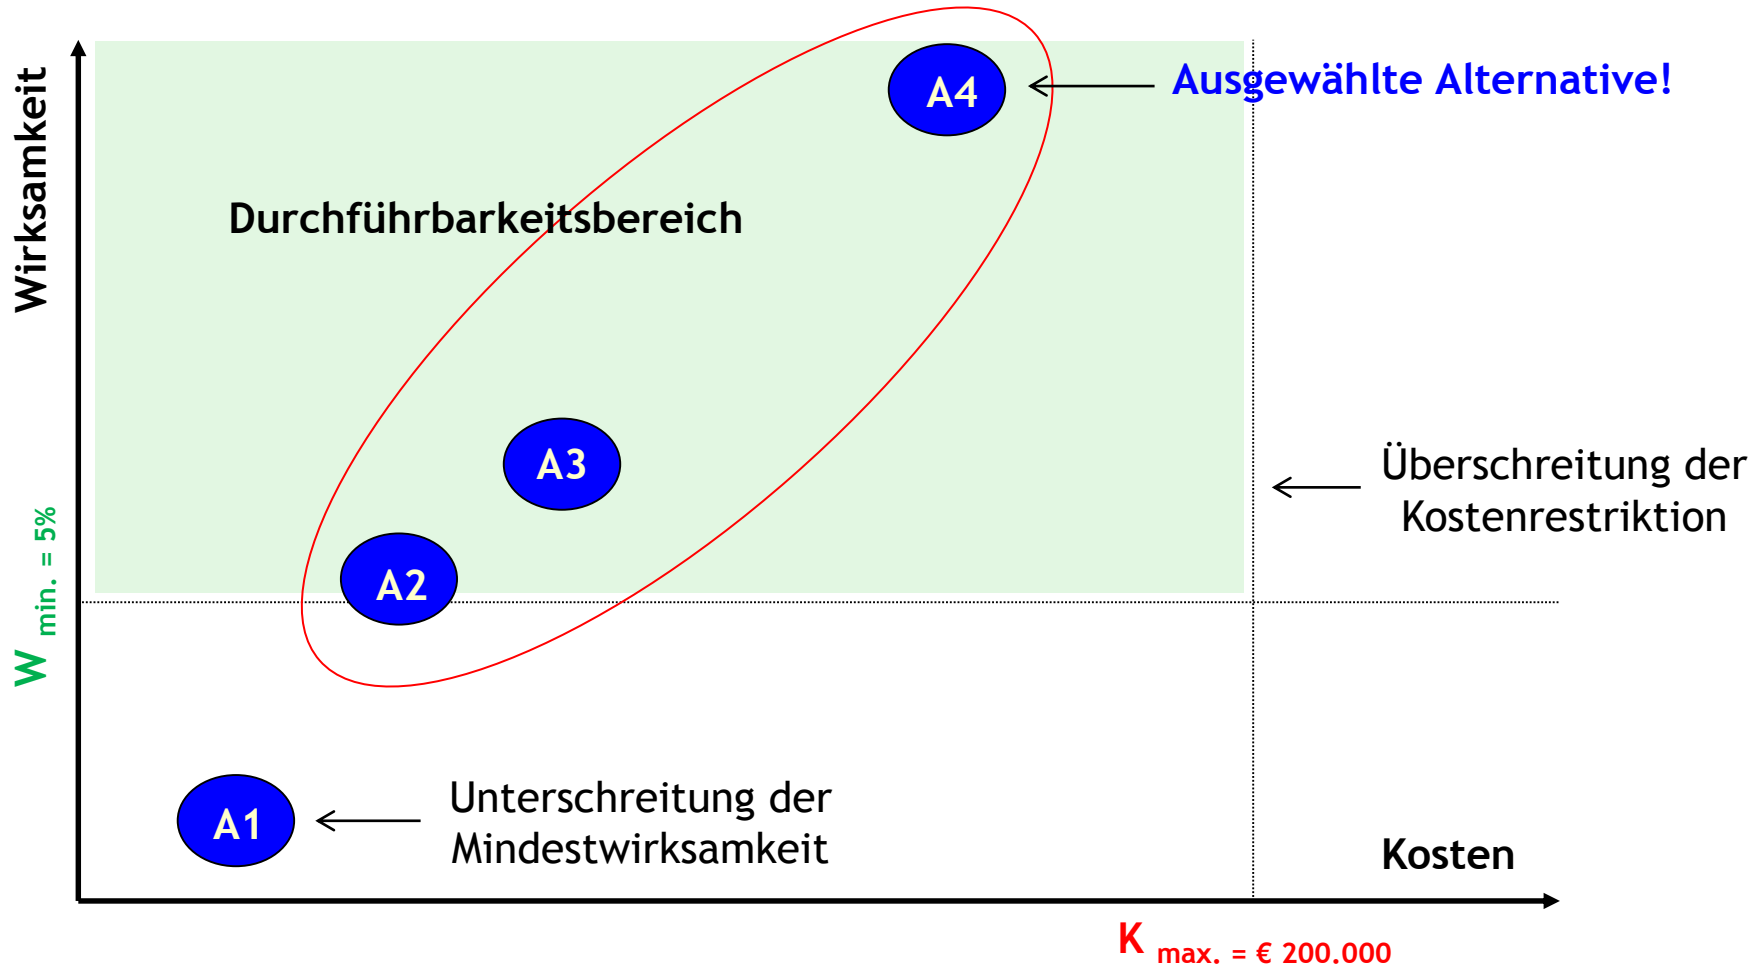 Wirksamkeit
A4
Ausgewählte Alternative!
Durchführbarkeitsbereich
A3
Überschreitung der
Kostenrestriktion
W min. = 5%
A2
A1
Unterschreitung der
Mindestwirksamkeit
Kosten
K max. = € 200.000